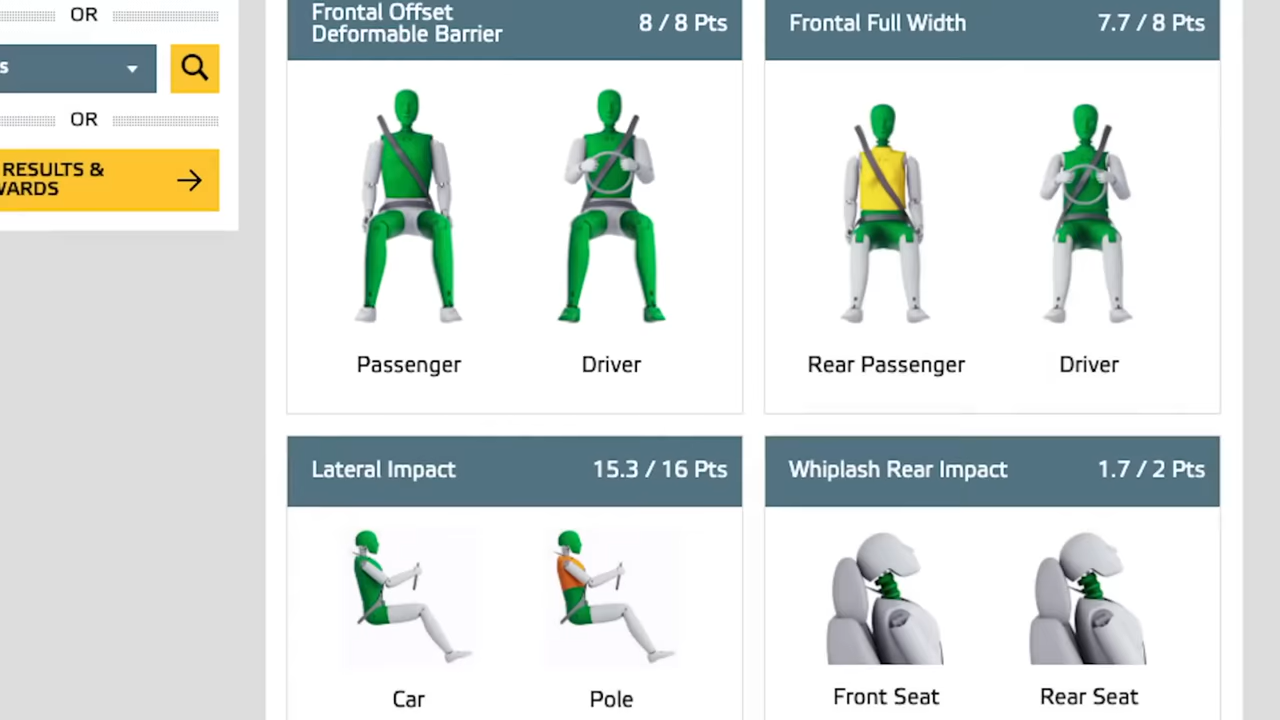 OR
s
OR
RESULTS &
WARDS
Frontal Offset
Deformable Barrier
8 / 8 Pts
Passenger
Driver
Frontal Full Width
7.7 / 8 Pts
Rear Passenger
Driver
Lateral Impact
15.3 / 16 Pts
Car
Pole
Whiplash Rear Impact
1.7 / 2 Pts
Front Seat
Rear Seat